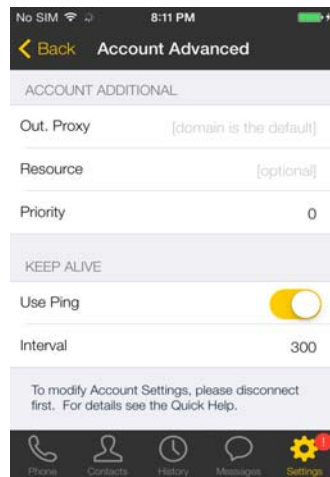 No SIM 8:11 PM
Back Account Advanced
ACCOUNT ADDITIONAL
Out. Proxy [domain is the default]
Resource [optional]
Priority 0
KEEP ALIVE
Use Ping
Interval 300
To modify Account Settings, please disconnect
first. For details see the Quick Help.
Phone Contacts History Messages Settings
!